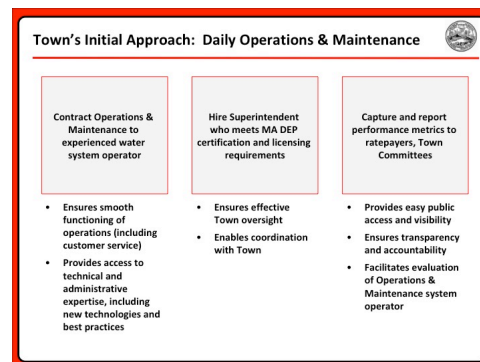 Town's Initial Approach: Daily Operations & Maintenance
Contract Operations &
Maintenance to
experienced water
system operator
Hire Superintendent
who meets MA DEP
certification and licensing
requirements
Capture and report
performance metrics to
ratepayers, Town
Committees
• Ensures smooth
functioning of
operations (including
customer service)
• Provides access to
technical and
administrative
expertise, including
new technologies and
best practices
• Ensures effective
Town oversight
• Enables coordination
with Town
• Provides easy public
access and visibility
• Ensures transparency
and accountability
• Facilitates evaluation
of Operations &
Maintenance system
operator